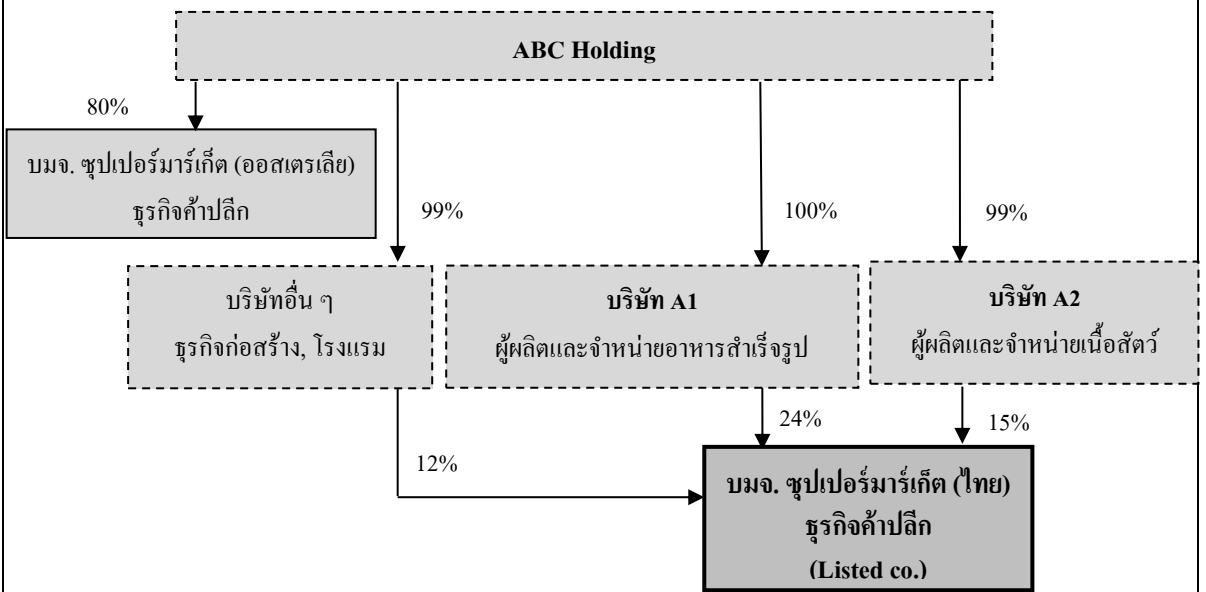 ABC Holding
80%
บมจ. ซุปเปอร์มาร์เก็ต (ออสเตรเลีย)
ธุรกิจค้าปลีก
99%
100%
99%
บริษัทอื่น ๆ
ธุรกิจก่อสร้าง, โรงแรม
บริษัท A1
ผู้ผลิตและจำหน่ายอาหารสำเร็จรูป
บริษัท A2
ผู้ผลิตและจำหน่ายเนื้อสัตว์
12%
24%
15%
บมจ. ซุปเปอร์มาร์เก็ต (ไทย)
ธุรกิจค้าปลีก
(Listed co.)